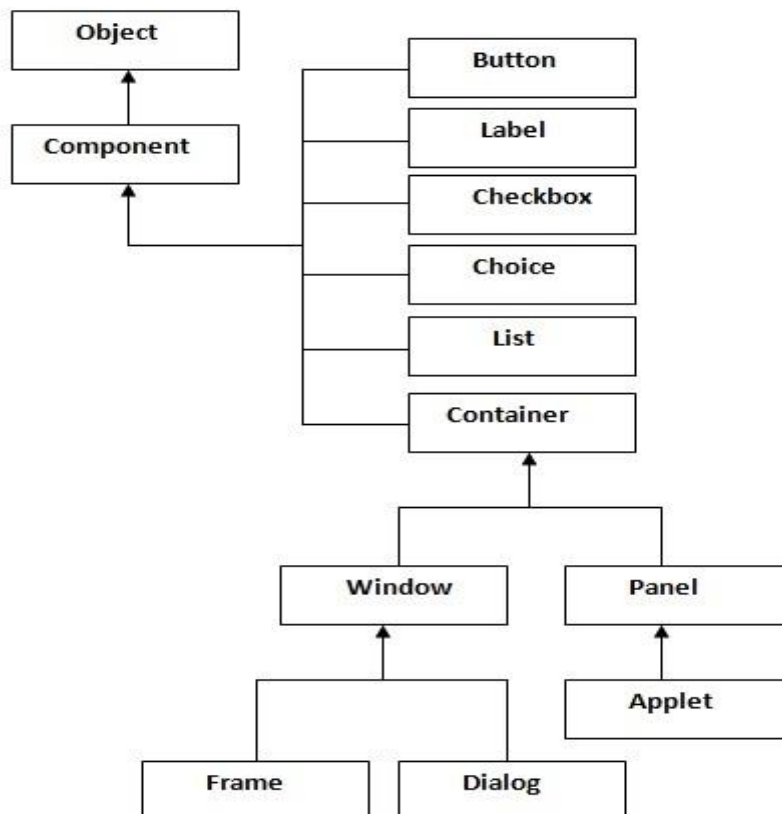 Object
Button
Label
Component
Checkbox
Choice
List
Container
Window
Panel
Applet
Frame
Dialog